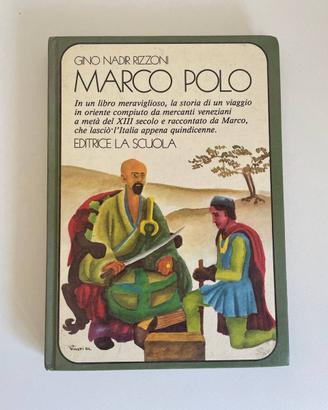 GINO NADIR RIZZONI
MARCO POLO
In un libro meraviglioso, la storia di un viaggio
in oriente compiuto da mercanti veneziani
a metà del XIII secolo e raccontato da Marco,
che lasciò l'Italia appena quindicenne.
EDITRICE LA SCUOLA